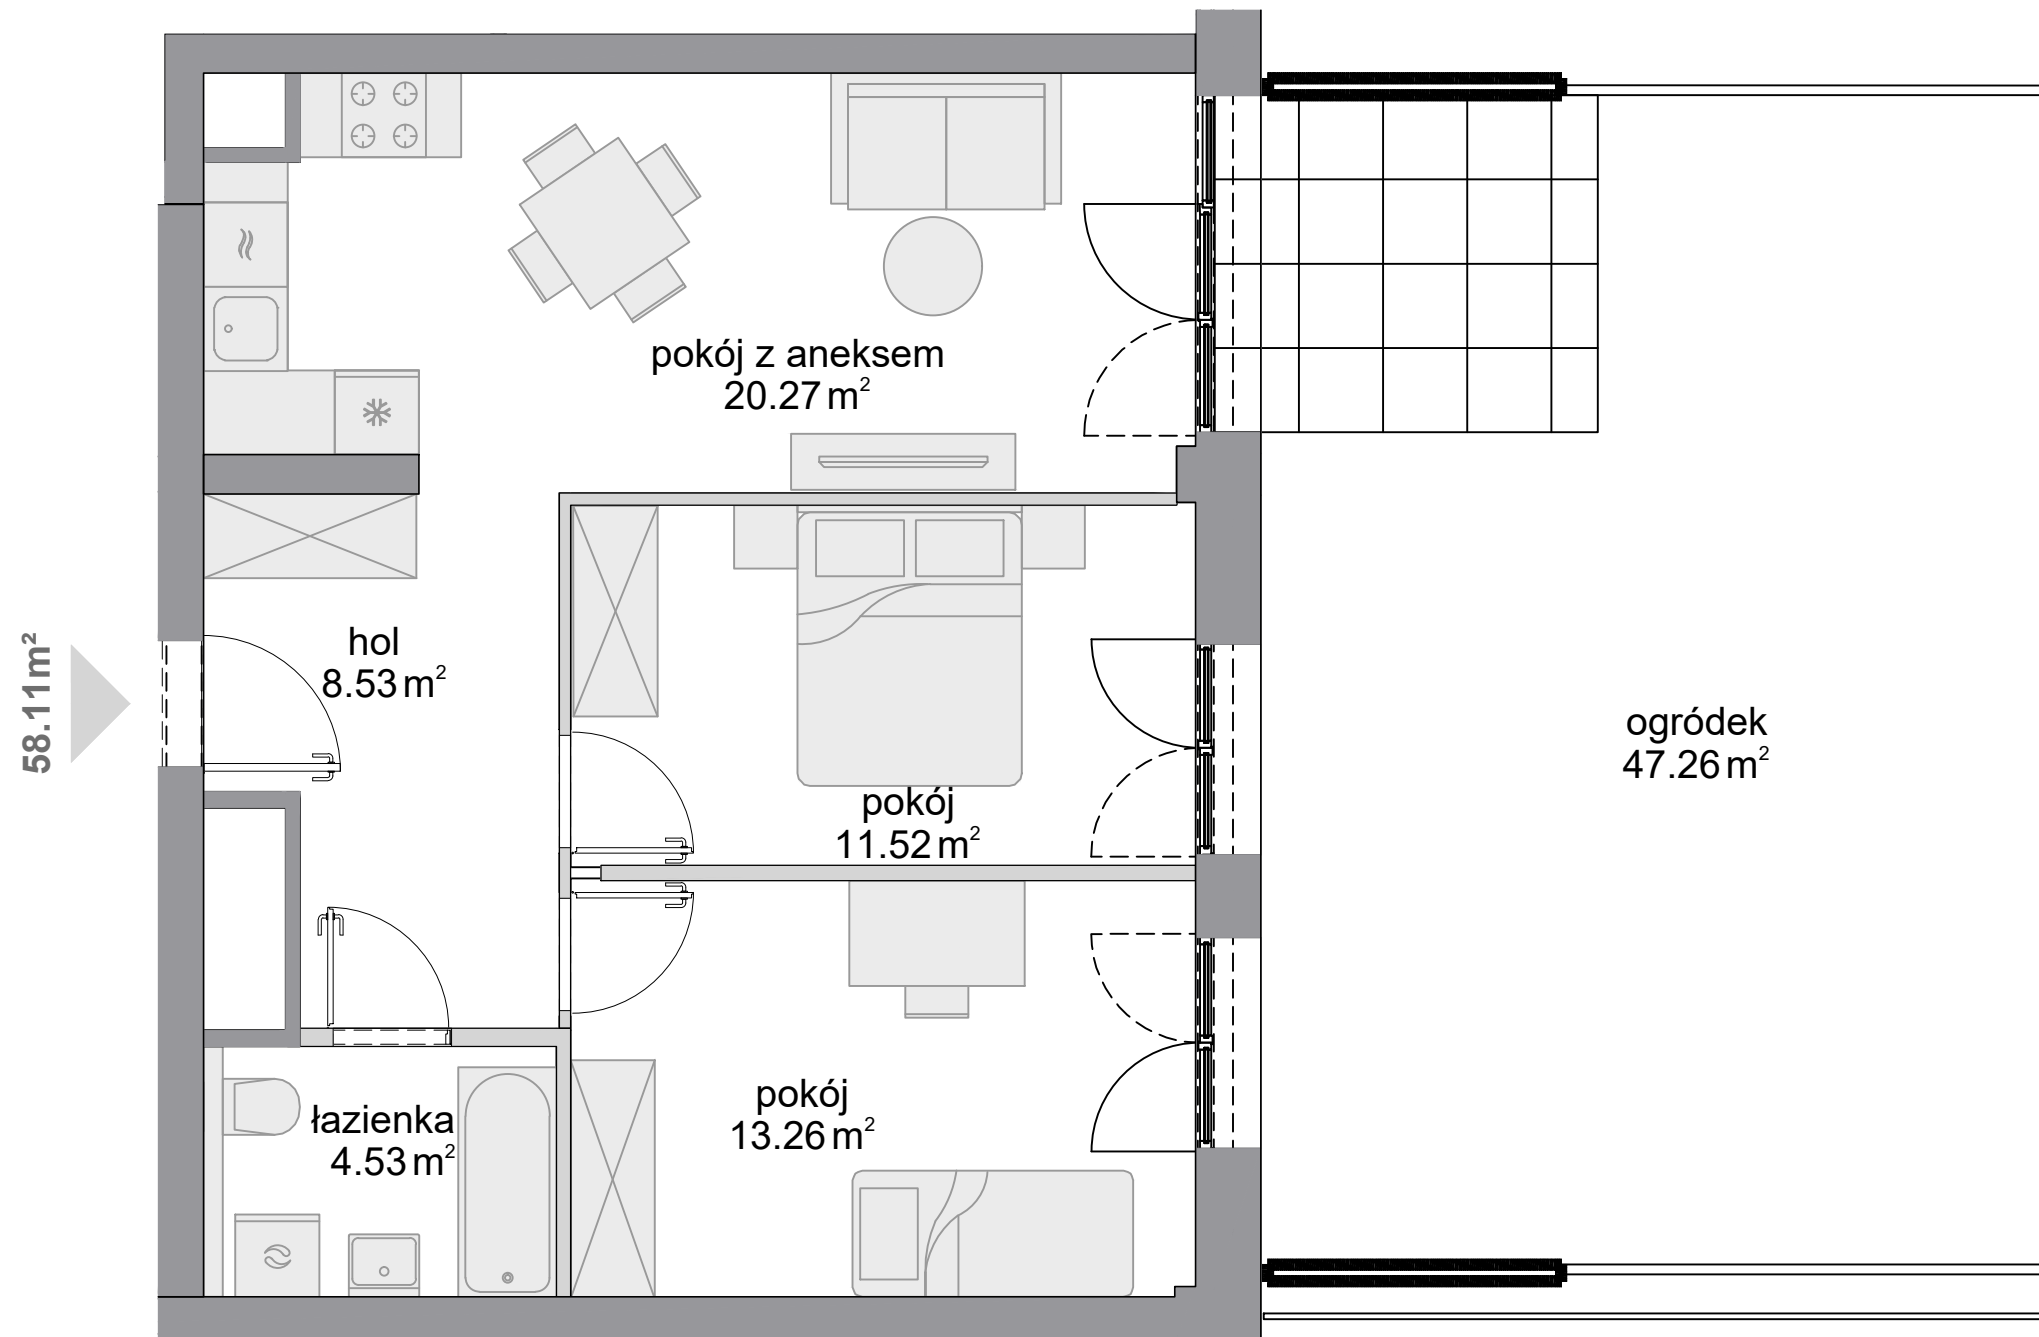 pokój z aneksem
20.27 m²
58.11m²
hol
8.53 m²
pokój
11.52 m²
ogródek
47.26 m²
pokój
13.26 m²
łazienka
4.53 m²